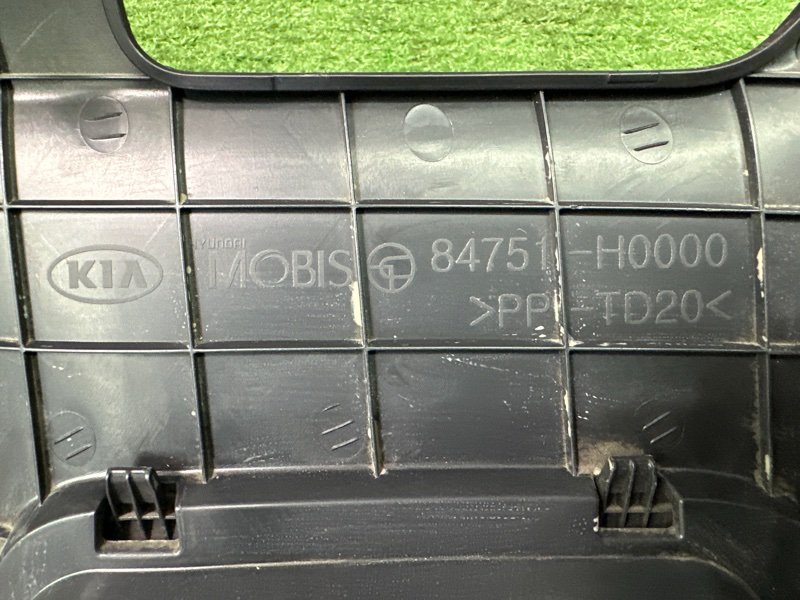 KIA
HYUNDAI
MOBIS
84751-H0000
>PP-TD20<